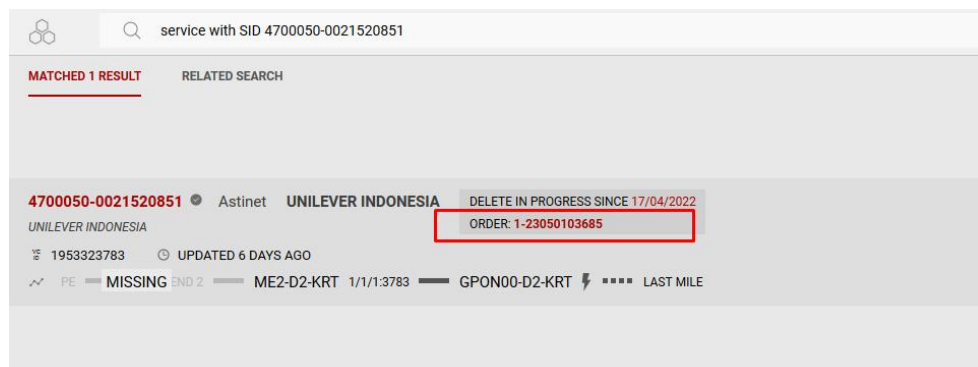 service with SID 4700050-0021520851
MATCHED 1 RESULT RELATED SEARCH
4700050-0021520851 Astinet UNILEVER INDONESIA DELETE IN PROGRESS SINCE 17/04/2022
UNILEVER INDONESIA ORDER: 1-23050103685
1953323783 UPDATED 6 DAYS AGO
PE MISSING END 2 ME2-D2-KRT 1/1/1:3783 GPON00-D2-KRT LAST MILE